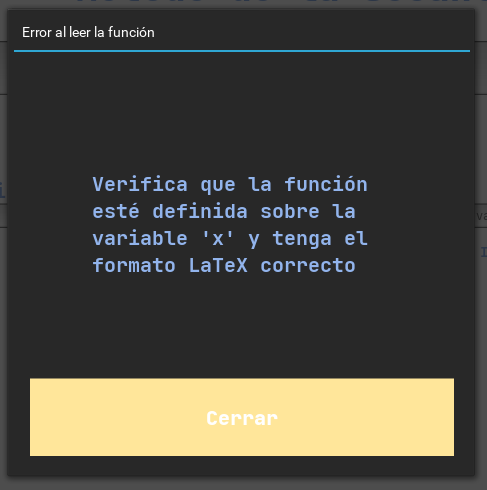 Error al leer la función
Verifica que la función
esté definida sobre la
variable 'x' y tenga el
formato LaTeX correcto
Cerrar